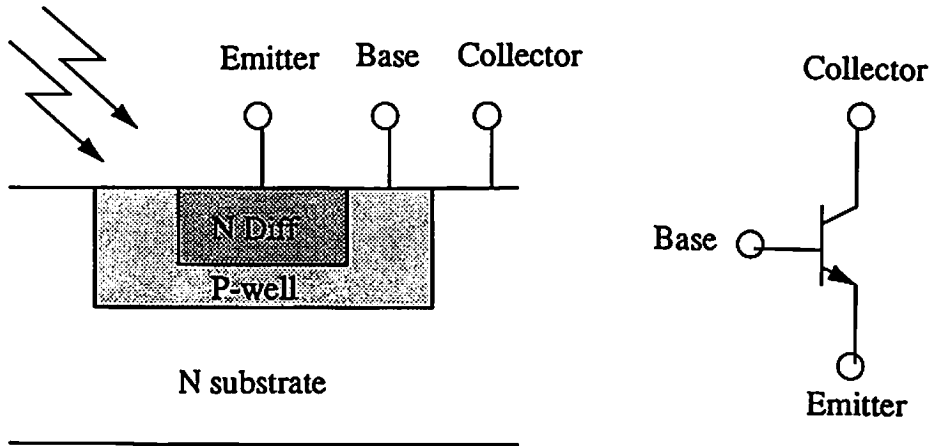 Emitter Base Collector
N Diff
P-well
N substrate
Collector
Base
Emitter